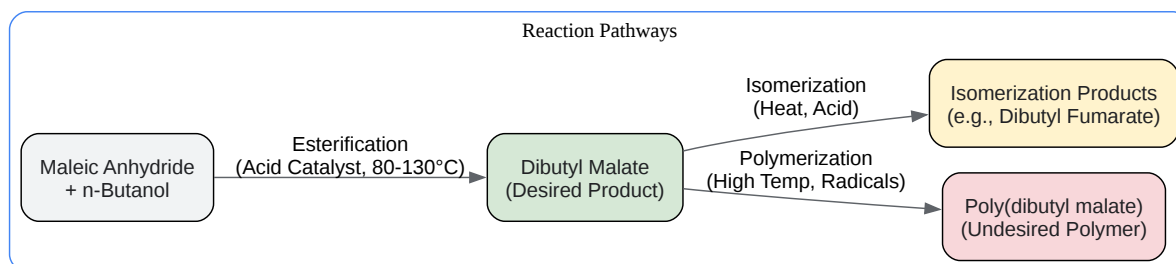 Reaction Pathways
Maleic Anhydride
+ n-Butanol
Esterification
(Acid Catalyst, 80-130°C)
Dibutyl Malate
(Desired Product)
Isomerization
(Heat, Acid)
Isomerization Products
(e.g., Dibutyl Fumarate)
Polymerization
(High Temp, Radicals)
Poly(dibutyl malate)
(Undesired Polymer)